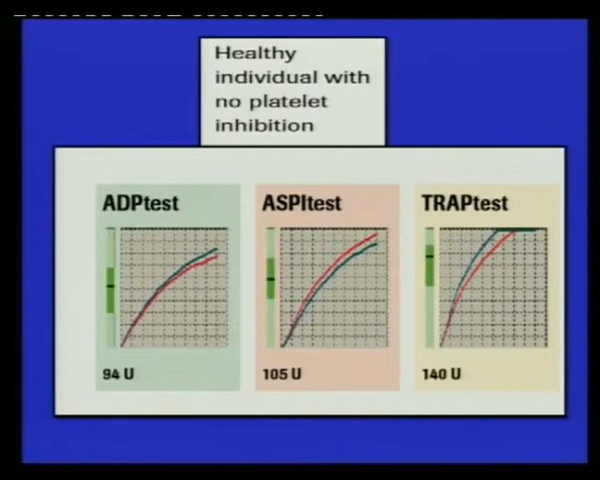 Healthy
individual with
no platelet
inhibition
ADPtest
ASPItest
TRAPtest
94 U
105 U
140 U